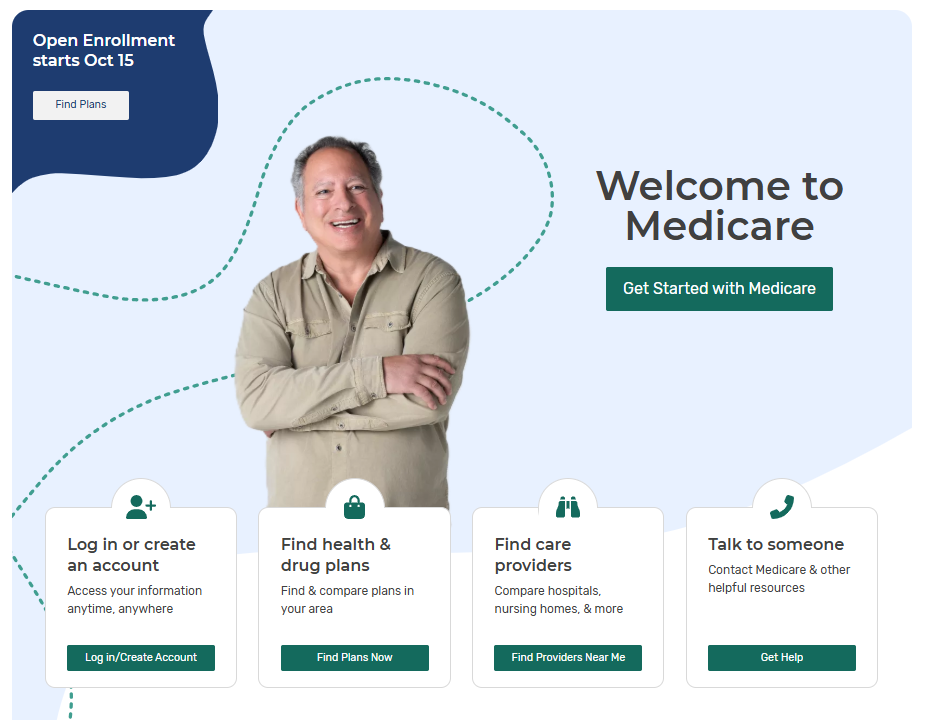 Open Enrollment
starts Oct 15
Find Plans
Welcome to
Medicare
Get Started with Medicare
Log in or create
an account
Access your information
anytime, anywhere
Log in/Create Account
Find health &
drug plans
Find & compare plans in
your area
Find Plans Now
Find care
providers
Compare hospitals,
nursing homes, & more
Find Providers Near Me
Talk to someone
Contact Medicare & other
helpful resources
Get Help